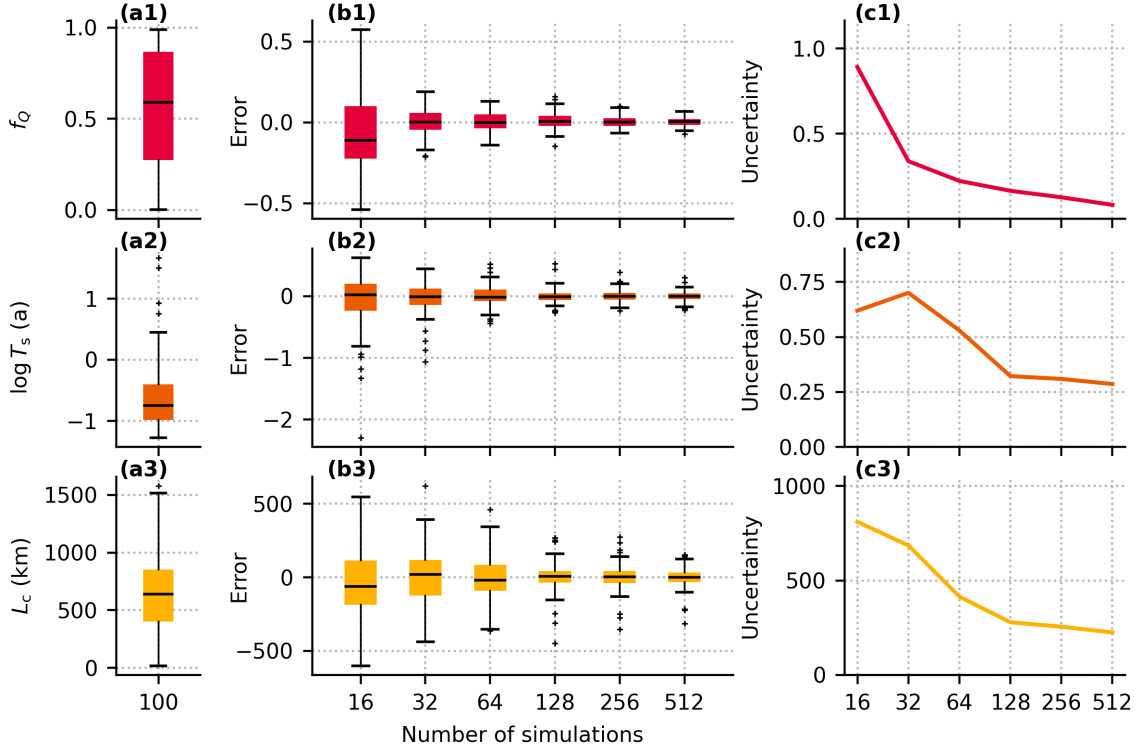 (a1)
f_Q
1.0
0.5
0.0
(b1)
Error
0.5
0.0
−0.5
(c1)
Uncertainty
1.0
0.5
0.0
(a2)
log T_s (a)
1
0
−1
(b2)
Error
0
−1
−2
(c2)
Uncertainty
0.75
0.50
0.25
0.00
(a3)
L_c (km)
1500
1000
500
0
100
(b3)
Error
500
0
−500
16 32 64 128 256 512
Number of simulations
(c3)
Uncertainty
1000
500
0
16 32 64 128 256 512